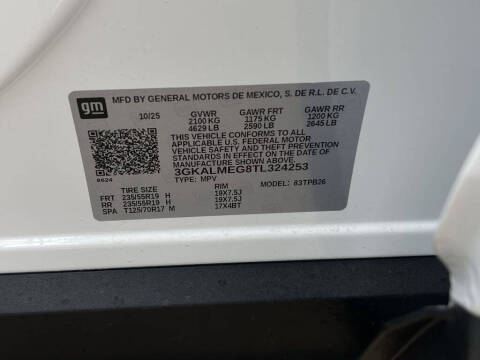 gm
MFD BY GENERAL MOTORS DE MEXICO, S. DE R.L. DE C.V.
10/25 GVWR GAWR FRT GAWR RR
2100 KG 1175 KG 1200 KG
4629 LB 2590 LB 2645 LB
THIS VEHICLE CONFORMS TO ALL
APPLICABLE U.S. FEDERAL MOTOR
VEHICLE SAFETY AND THEFT PREVENTION
STANDARDS IN EFFECT ON THE DATE OF
MANUFACTURE SHOWN ABOVE.
3GKALMEG8TL324253
TYPE: MPV MODEL: 83TPB26
TIRE SIZE RIM
FRT 235/55R19 H 19X7.5J
RR 235/55R19 H 19X7.5J
SPA T125/70R17 M 17X4BT